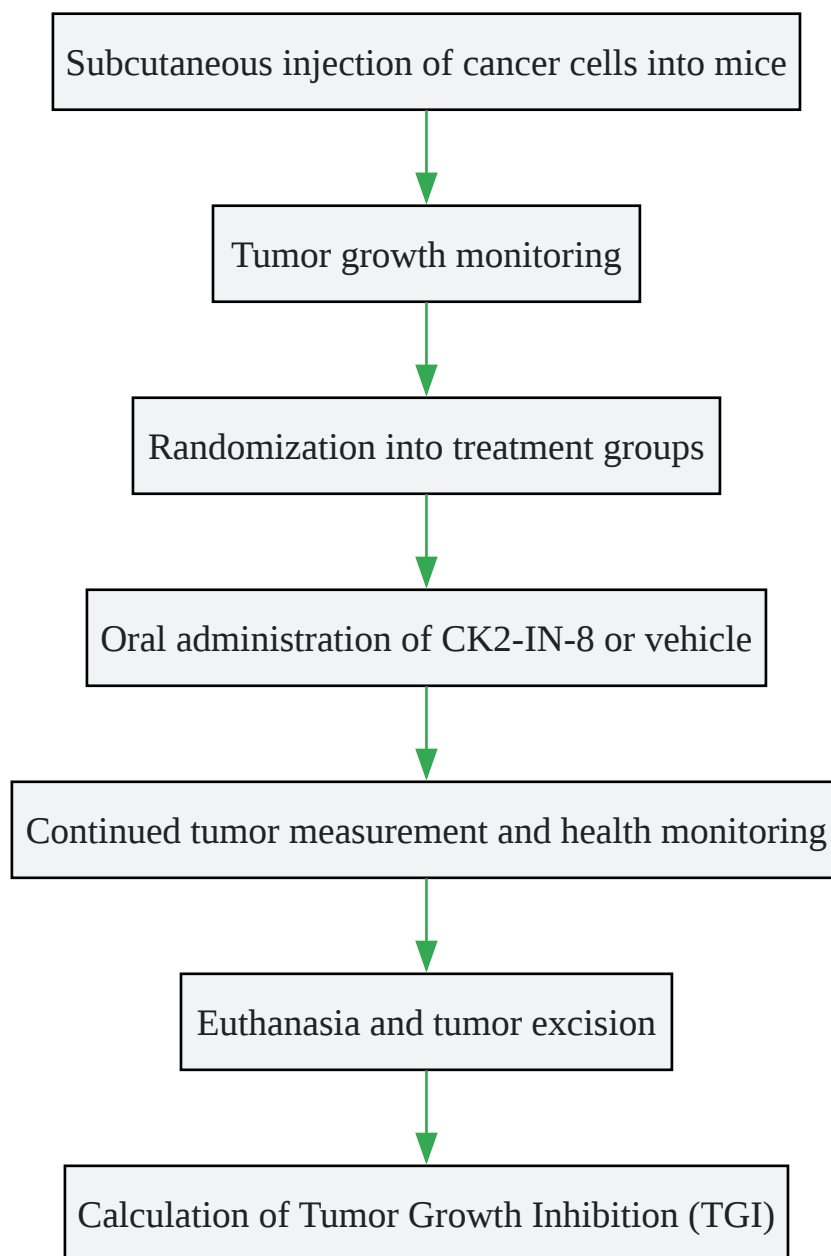 Subcutaneous injection of cancer cells into mice
Tumor growth monitoring
Randomization into treatment groups
Oral administration of CK2-IN-8 or vehicle
Continued tumor measurement and health monitoring
Euthanasia and tumor excision
Calculation of Tumor Growth Inhibition (TGI)